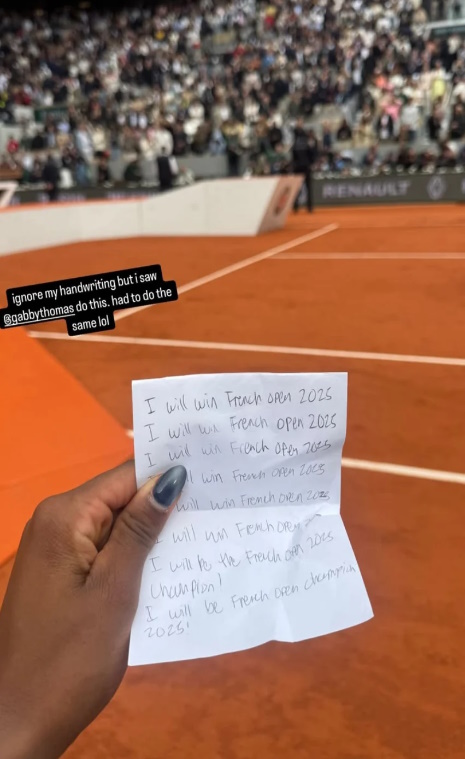 RENAULT
ignore my handwriting but i saw
@gabbythomas do this. had to do the
same lol
I will win French open 2025
I will win French open 2025
I will win French open 2025
will win French open 2025
will win French open 2025
I will win French open
I will be the French open 2025
Champion!
I will be French open champion
2025!